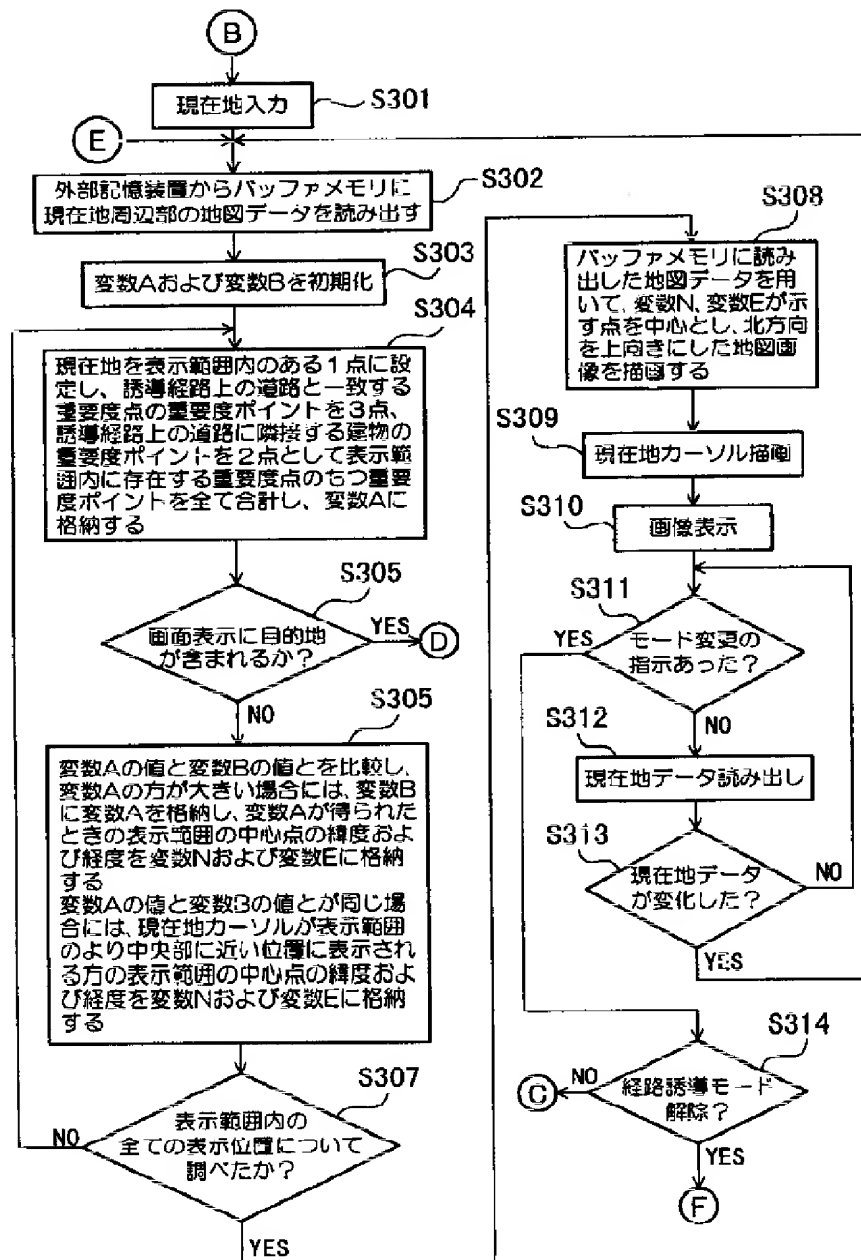 B
現在地入力
S301
E
外部記憶装置からバッファメモリに
現在地周辺部の地図データを読み出す
S302
変数Aおよび変数Bを初期化
S303
S304
現在地を表示範囲内のある1点に設
定し、誘導経路上の道路と一致する
重要度点の重要度ポイントを3点、
誘導経路上の道路に隣接する建物の
重要度ポイントを2点として表示範
囲内に存在する重要度点のもつ重要
度ポイントを全て合計し、変数Aに
格納する
S305
画面表示に目的地
が含まれるか?
YES
D
NO
S305
変数Aの値と変数Bの値とを比較し、
変数Aの方が大きい場合には、変数B
に変数Aを格納し、変数Aが得られた
ときの表示範囲の中心点の緯度およ
び経度を変数Nおよび変数Eに格納
する
変数Aの値と変数Bの値とが同じ場
合には、現在地カーソルが表示範囲
のより中央部に近い位置に表示され
る方の表示範囲の中心点の緯度およ
び経度を変数Nおよび変数Eに格納
する
S307
表示範囲内の
全ての表示位置について
調べたか?
NO
YES
S308
バッファメモリに読み
出した地図データを用
いて、変数N、変数Eが示
す点を中心とし、北方向
を上向きにした地図画
像を描画する
S309
現在地カーソル描画
S310
画像表示
S311
モード変更の
指示あった?
YES
NO
S312
現在地データ読み出し
S313
現在地データ
が変化した?
NO
YES
S314
経路誘導モード
解除?
NO
C
YES
F